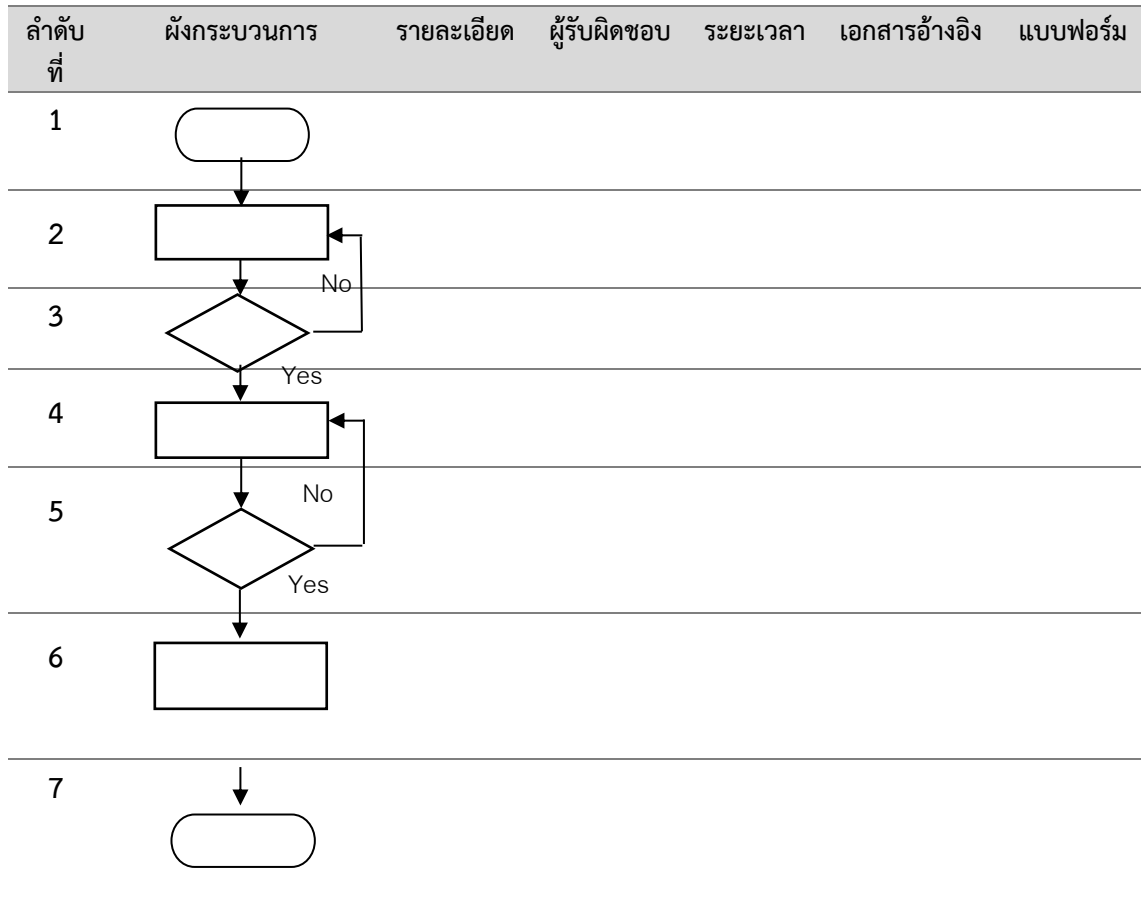 ลำดับ ผังกระบวนการ รายละเอียด ผู้รับผิดชอบ ระยะเวลา เอกสารอ้างอิง แบบฟอร์ม
ที่
1
2
No
3
Yes
4
No
5
Yes
6
7